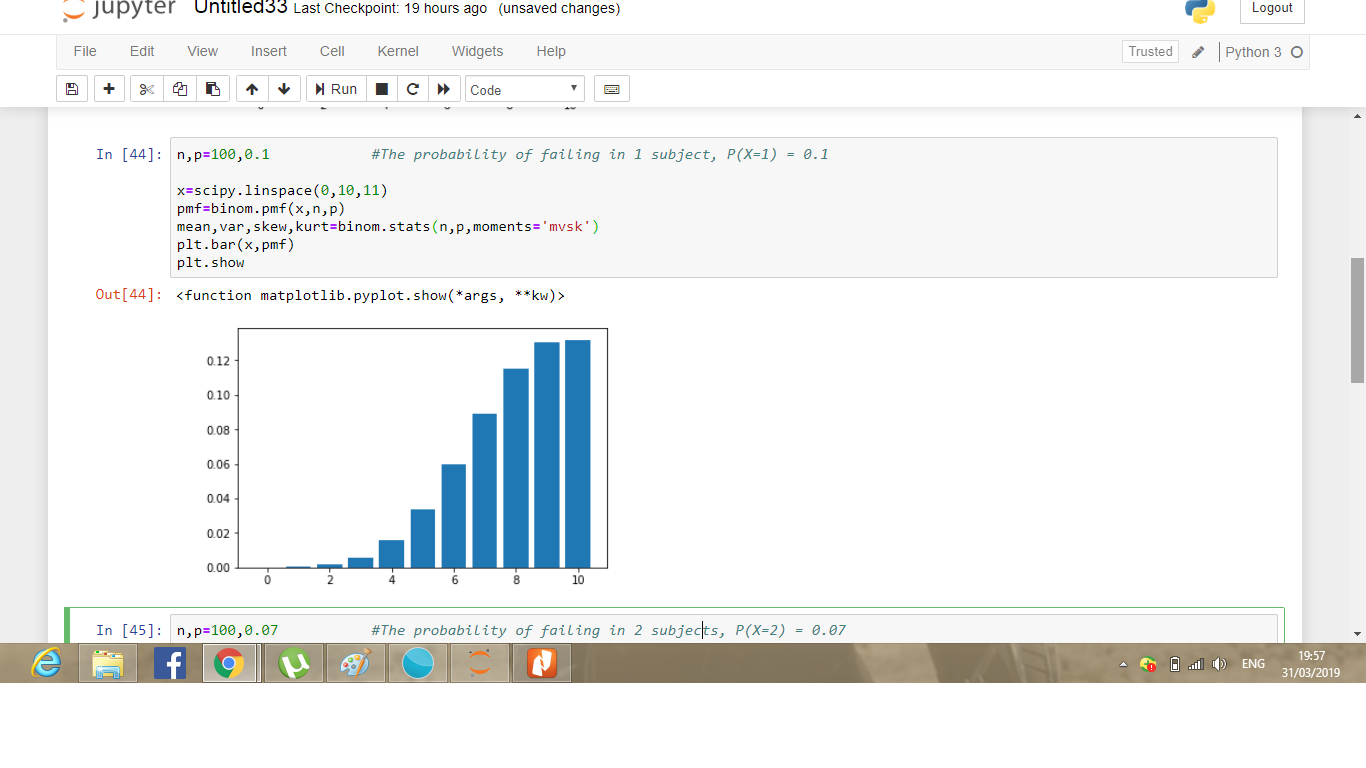 jupyter Untitled33 Last Checkpoint: 19 hours ago (unsaved changes)
Logout
File Edit View Insert Cell Kernel Widgets Help
Trusted Python 3
Run Code
In [44]: n,p=100,0.1 #The probability of failing in 1 subject, P(X=1) = 0.1
x=scipy.linspace(0,10,11)
pmf=binom.pmf(x,n,p)
mean,var,skew,kurt=binom.stats(n,p,moments='mvsk')
plt.bar(x,pmf)
plt.show
Out[44]: <function matplotlib.pyplot.show(*args, **kw)>
0.12
0.10
0.08
0.06
0.04
0.02
0.00
0 2 4 6 8 10
In [45]: n,p=100,0.07 #The probability of failing in 2 subjects, P(X=2) = 0.07
ENG
19:57
31/03/2019